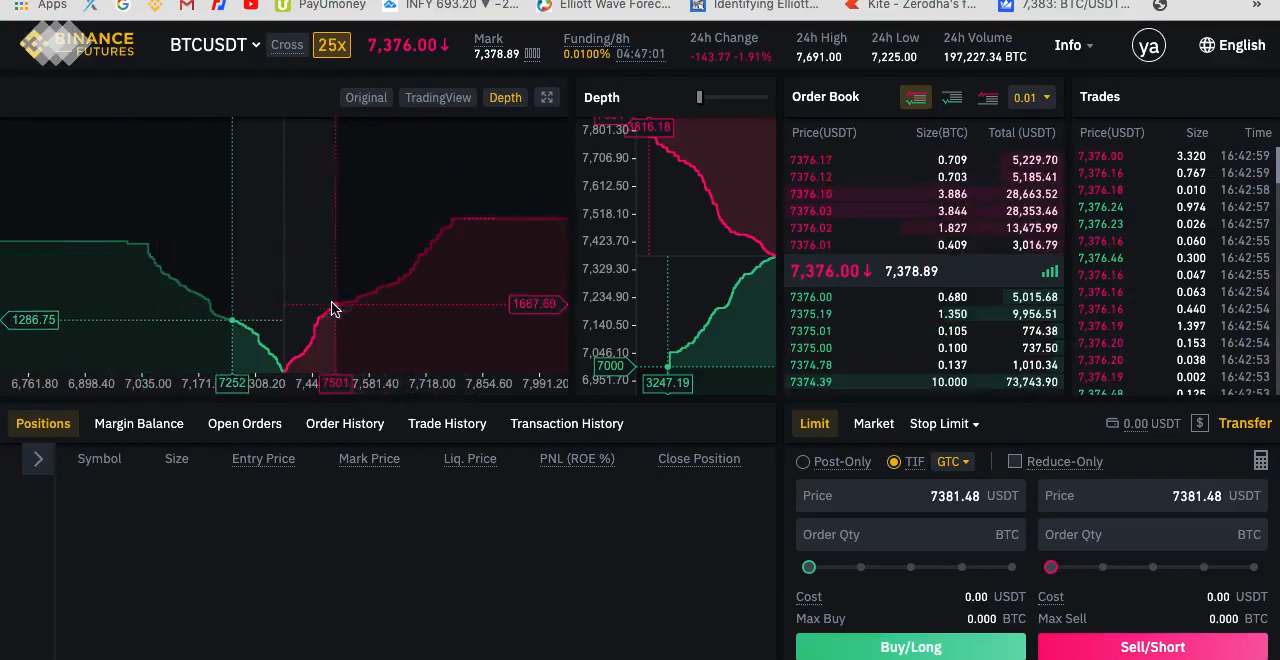 Apps PayUmoney INFY 693.20 ▼ −2... Elliott Wave Forec... Identifying Elliott... Kite - Zerodha's f... 7,383: BTC/USDT... »
BINANCE FUTURES BTCUSDT Cross 25x 7,376.00↓
Mark 7,378.89
Funding/8h 0.0100% 04:47:01
24h Change -143.77 -1.91%
24h High 7,691.00
24h Low 7,225.00
24h Volume 197,227.34 BTC
Info ya English
Original TradingView Depth
1286.75 1667.69
6,761.80 6,898.40 7,035.00 7,171. 7252 308.20 7,44 7501 7,581.40 7,718.00 7,854.60 7,991.20
Depth
3816.18
7,801.30
7,706.90
7,612.50
7,518.10
7,423.70
7,329.30
7,234.90
7,140.50
7,046.10
7000
6,951.70
3247.19
Order Book 0.01
Price(USDT) Size(BTC) Total (USDT)
7376.17 0.709 5,229.70
7376.12 0.703 5,185.41
7376.10 3.886 28,663.52
7376.03 3.844 28,353.46
7376.02 1.827 13,475.99
7376.01 0.409 3,016.79
7,376.00↓ 7,378.89
7376.00 0.680 5,015.68
7375.19 1.350 9,956.51
7375.01 0.105 774.38
7375.00 0.100 737.50
7374.78 0.137 1,010.34
7374.39 10.000 73,743.90
Trades
Price(USDT) Size Time
7,376.00 3.320 16:42:59
7,376.16 0.767 16:42:59
7,376.18 0.010 16:42:58
7,376.24 0.974 16:42:57
7,376.23 0.026 16:42:57
7,376.16 0.060 16:42:55
7,376.46 0.300 16:42:55
7,376.16 0.047 16:42:55
7,376.16 0.063 16:42:54
7,376.16 0.440 16:42:54
7,376.19 1.397 16:42:54
7,376.20 0.153 16:42:54
7,376.20 0.038 16:42:53
7,376.19 0.002 16:42:53
7,376.48 0.125 16:42:53
Positions Margin Balance Open Orders Order History Trade History Transaction History
Symbol Size Entry Price Mark Price Liq. Price PNL (ROE %) Close Position
Limit Market Stop Limit 0.00 USDT $ Transfer
Post-Only TIF GTC Reduce-Only
Price 7381.48 USDT Price 7381.48 USDT
Order Qty BTC Order Qty BTC
Cost 0.00 USDT Cost 0.00 USDT
Max Buy 0.000 BTC Max Sell 0.000 BTC
Buy/Long Sell/Short